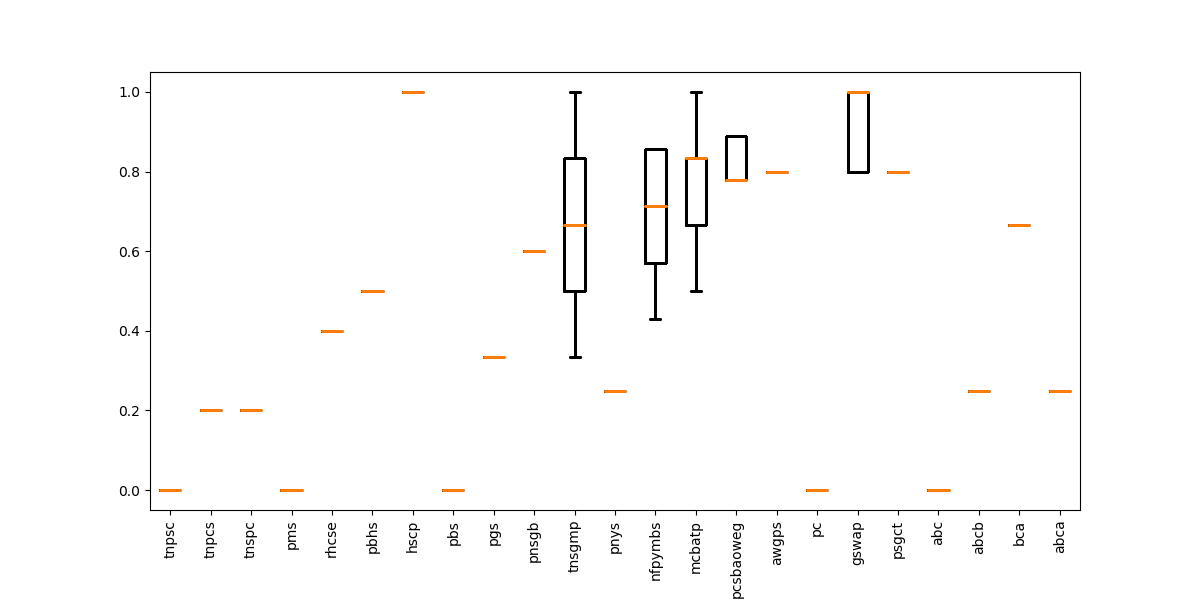 1.0
0.8
0.6
0.4
0.2
0.0
tnpsc
tnpcs
tnspc
pms
rhcse
pbhs
hscp
pbs
pgs
pnsgb
tnsgmp
pnys
nfpymbs
mcbatp
pcsbaoweg
awgps
pc
gswap
psgct
abc
abcb
bca
abca